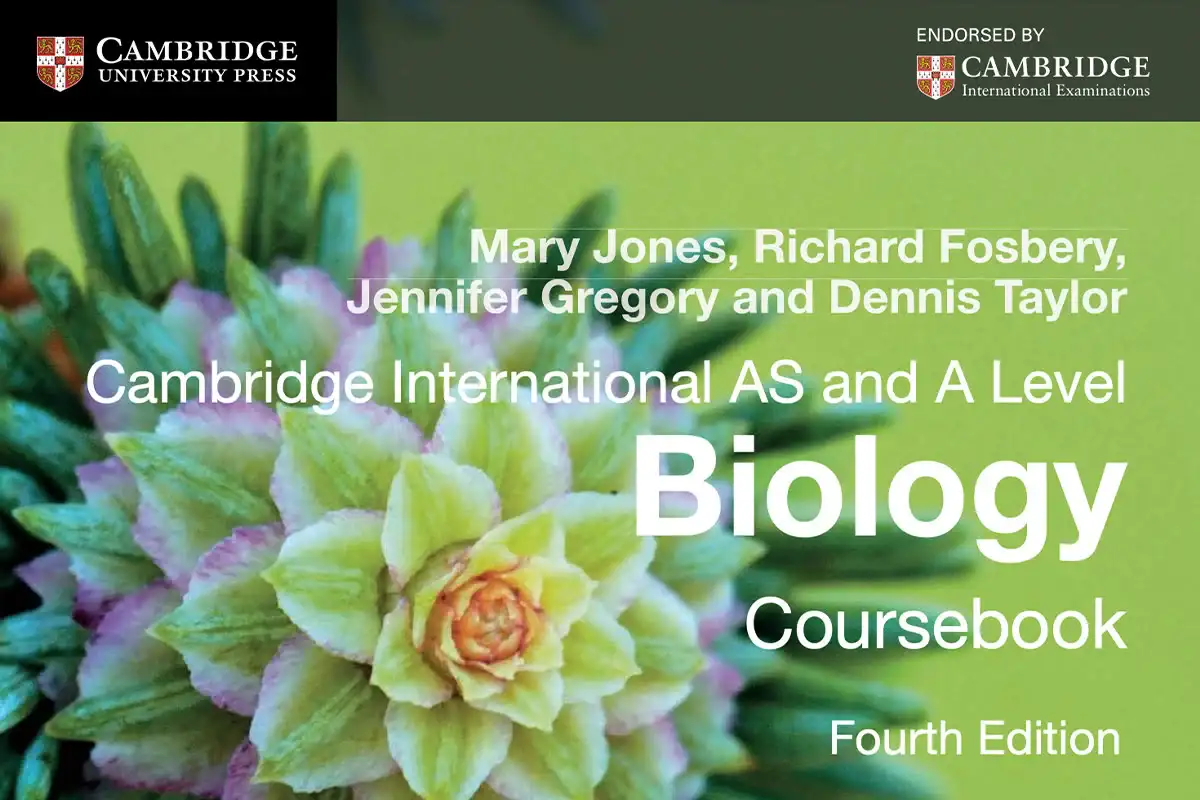 CAMBRIDGE
UNIVERSITY PRESS
ENDORSED BY
CAMBRIDGE
International Examinations
Mary Jones, Richard Fosbery,
Jennifer Gregory and Dennis Taylor
Cambridge International AS and A Level
Biology
Coursebook
Fourth Edition